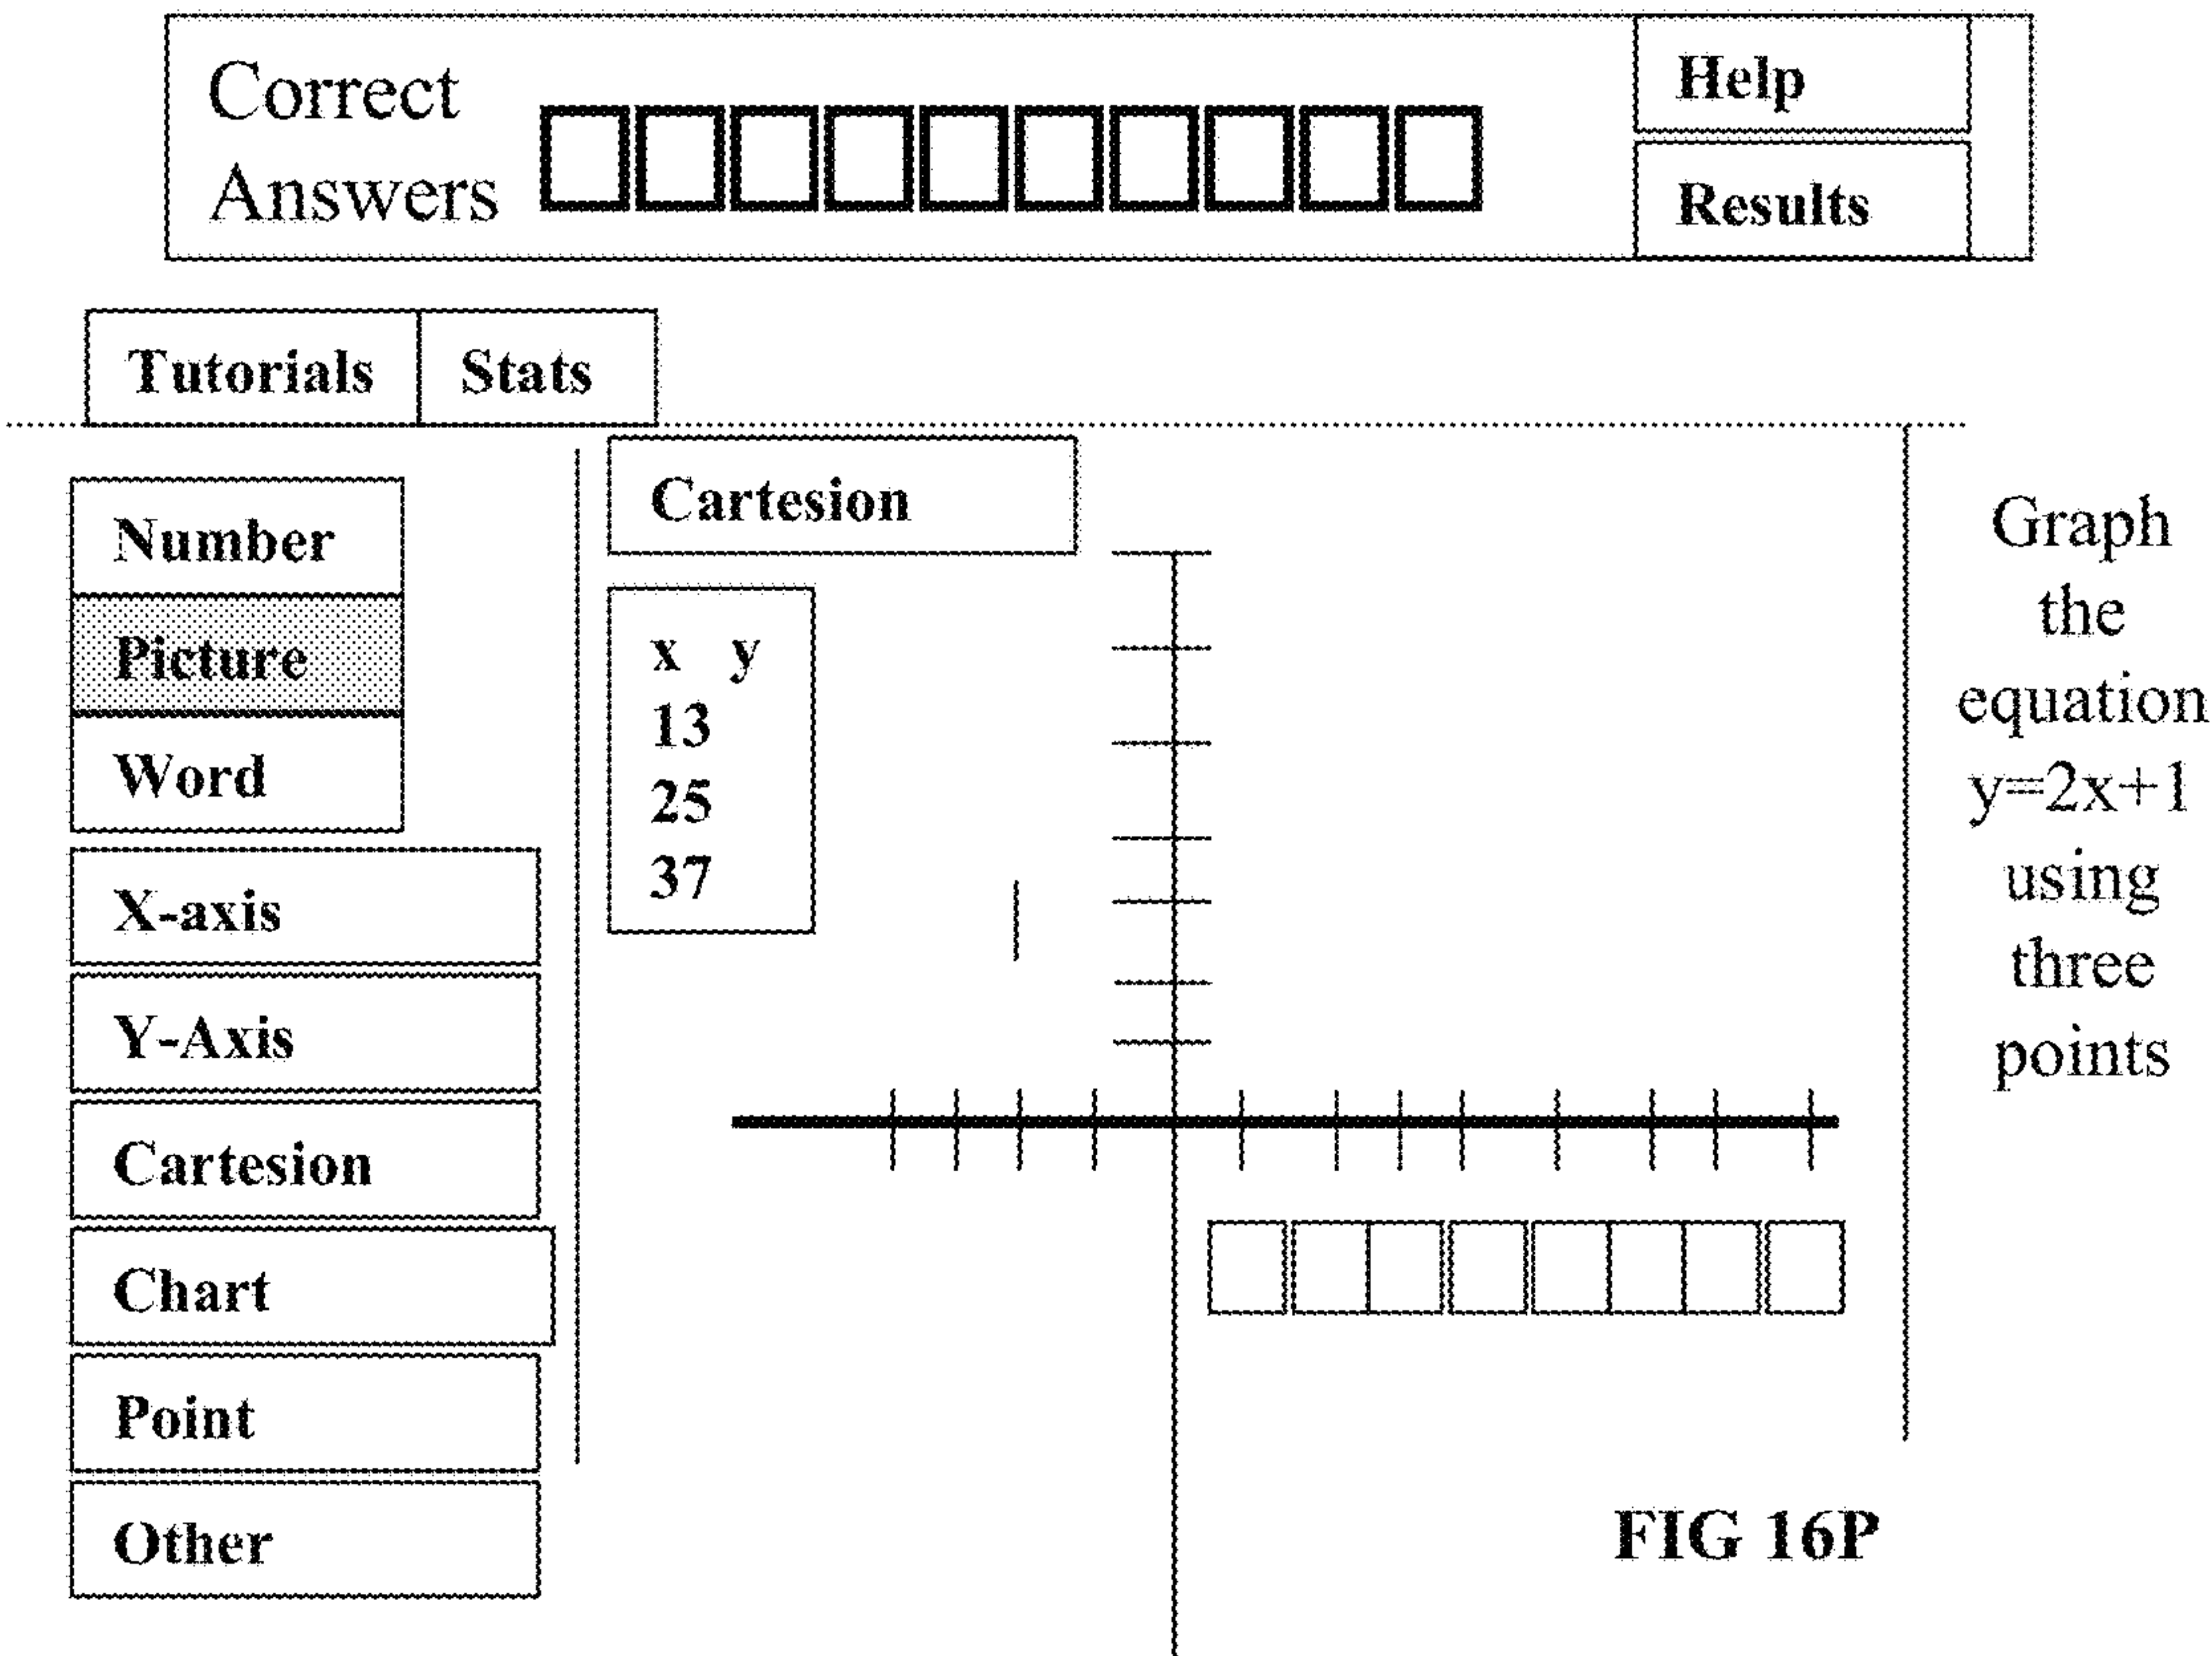 Correct
Answers
Help
Results
Tutorials
Stats
Number
Picture
Word
X-axis
Y-Axis
Cartesion
Chart
Point
Other
Cartesion
x y
13
25
37
Graph
the
equation
y=2x+1
using
three
points
FIG 16P